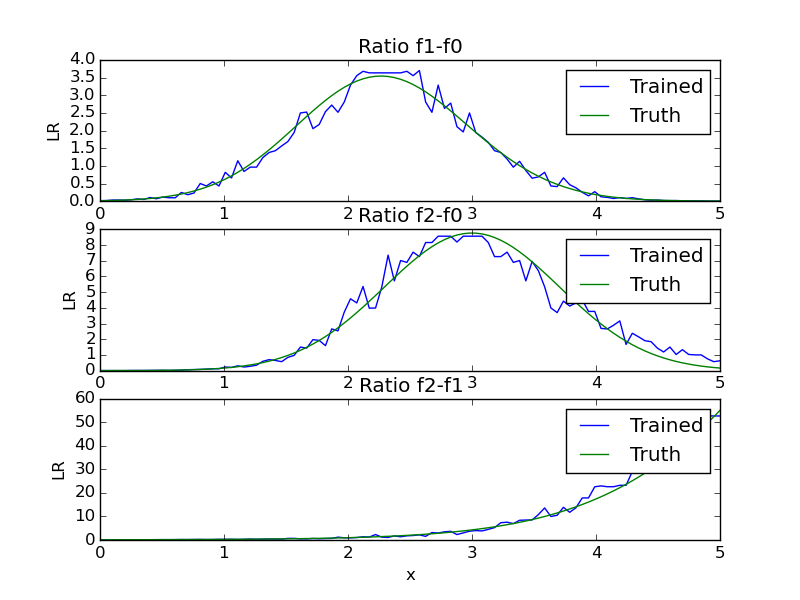 Ratio f1-f0
4.0
3.5
3.0
2.5
2.0
1.5
1.0
0.5
0.0
LR
Trained
Truth
0 1 2 3 4 5
Ratio f2-f0
9
8
7
6
5
4
3
2
1
0
LR
Trained
Truth
0 1 2 3 4 5
Ratio f2-f1
60
50
40
30
20
10
0
LR
Trained
Truth
0 1 2 3 4 5
x